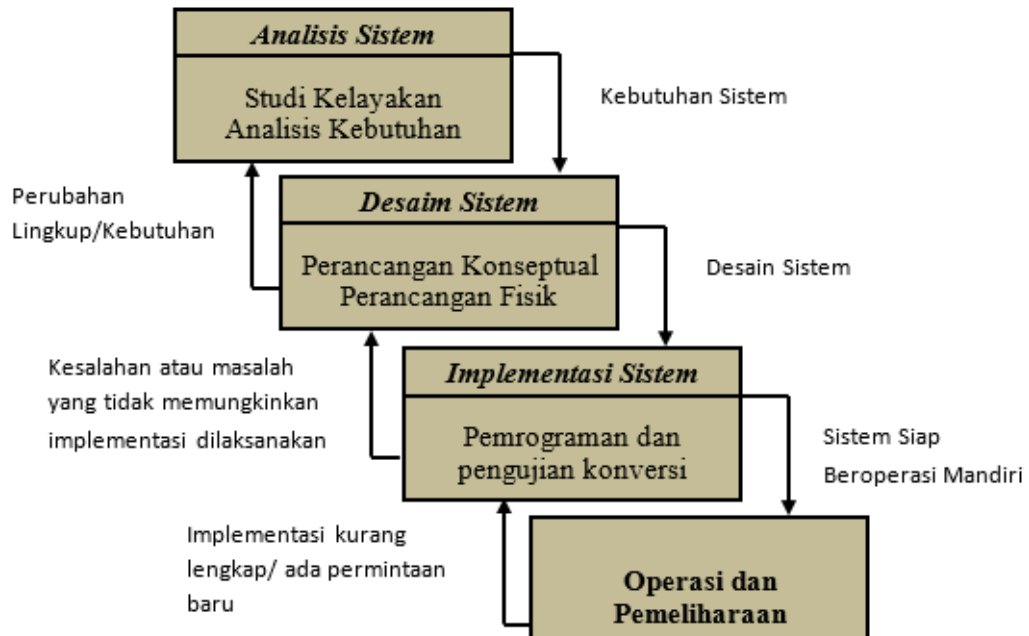 Analisis Sistem
Studi Kelayakan
Analisis Kebutuhan
Kebutuhan Sistem
Perubahan
Lingkup/Kebutuhan
Desaim Sistem
Perancangan Konseptual
Perancangan Fisik
Desain Sistem
Kesalahan atau masalah
yang tidak memungkinkan
implementasi dilaksanakan
Implementasi Sistem
Pemrograman dan
pengujian konversi
Sistem Siap
Beroperasi Mandiri
Implementasi kurang
lengkap/ ada permintaan
baru
Operasi dan
Pemeliharaan